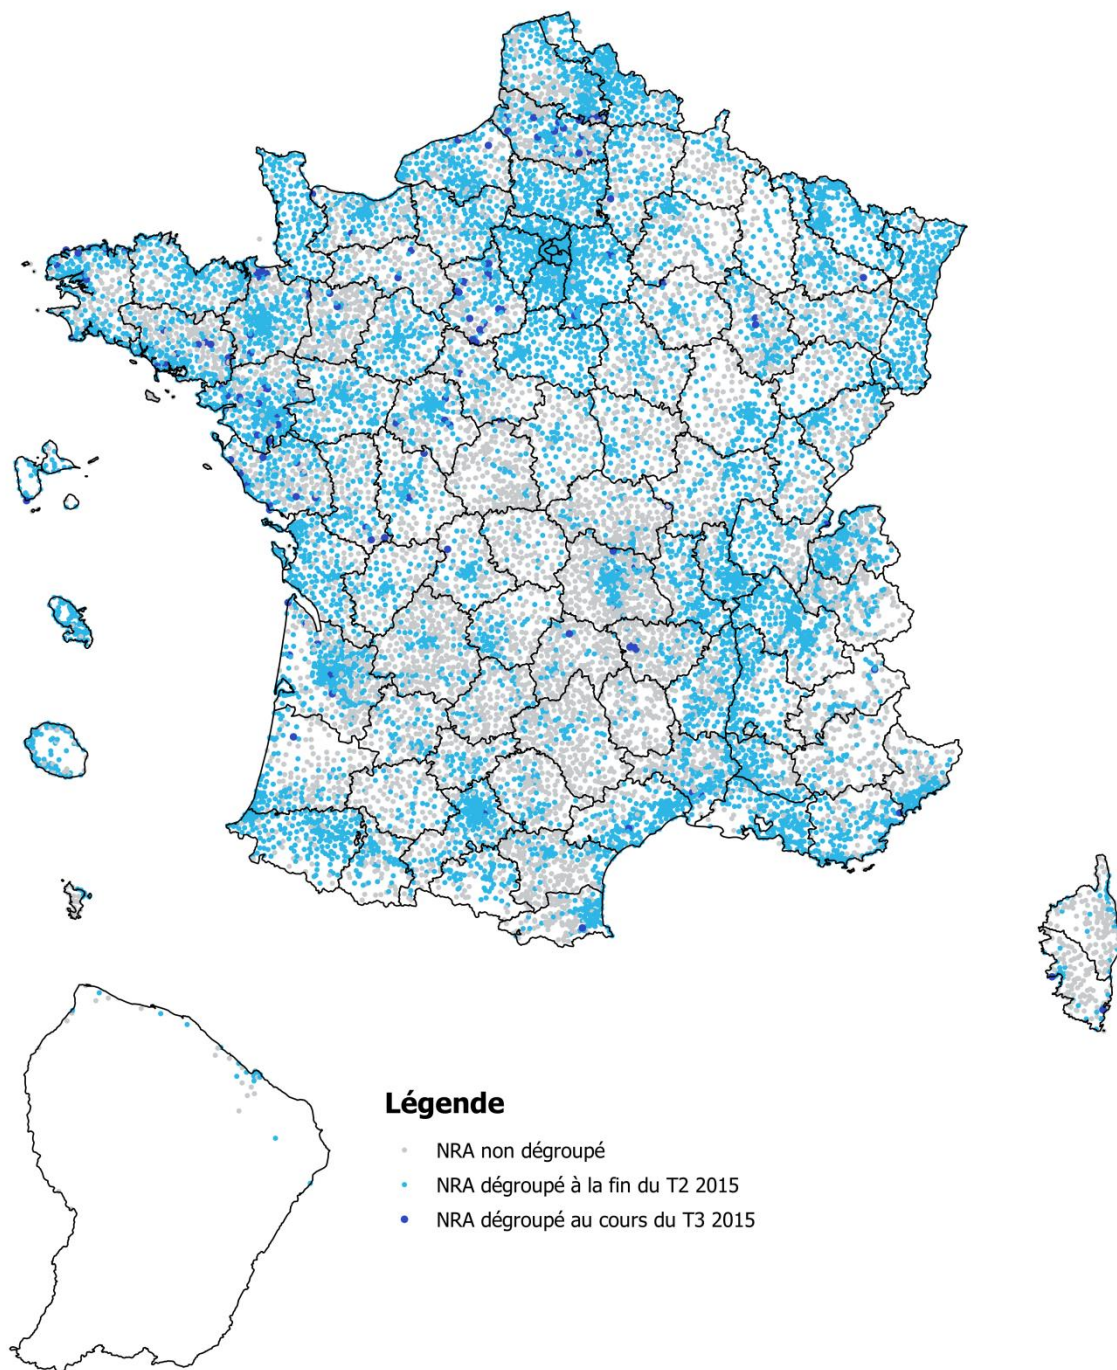 Légende
NRA non dégroupé
NRA dégroupé à la fin du T2 2015
NRA dégroupé au cours du T3 2015